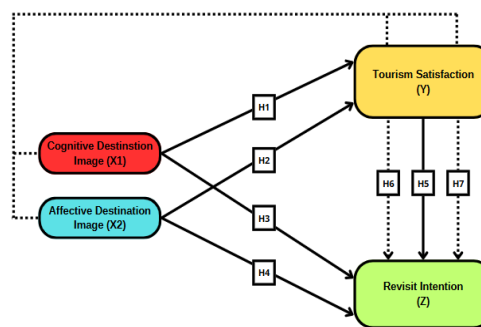 Tourism Satisfaction
(Y)
H1
Cognitive Destinstion
Image (X1)
H2
H6
H5
H7
Affective Destination
Image (X2)
H3
H4
Revisit Intention
(Z)